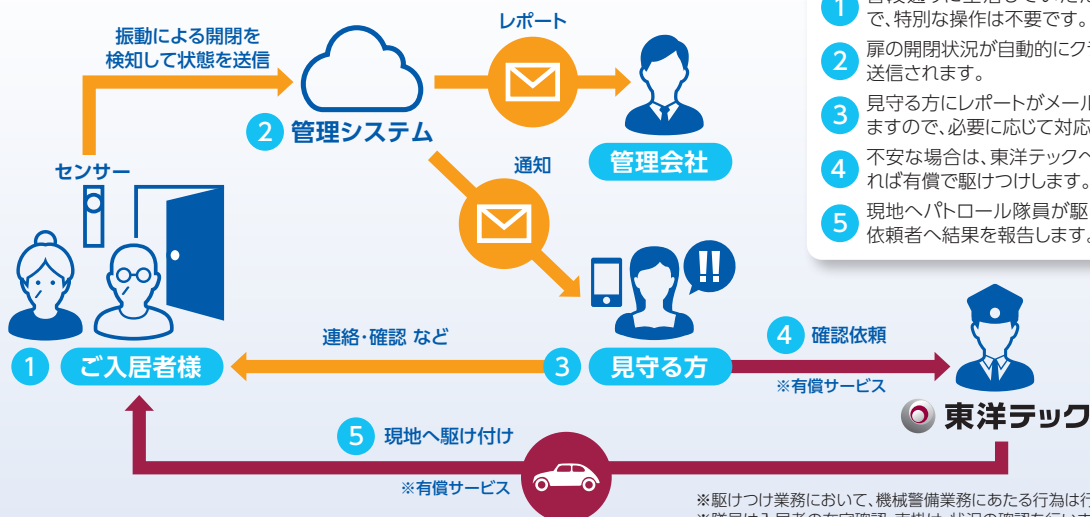 レポート
振動による開閉を
検知して状態を送信
2 管理システム
管理会社
通知
センサー
1 ご入居者様
連絡・確認 など
3 見守る方
4 確認依頼
※有償サービス
東洋テック
5 現地へ駆け付け
※有償サービス
1
で、特別な操作は不要です。
2 扉の開閉状況が自動的にク
送信されます。
3 見守る方にレポートがメール
ますので、必要に応じて対応
4 不安な場合は、東洋テックへ
れば有償で駆けつけします。
5 現地へパトロール隊員が駆
依頼者へ結果を報告します。
※駆けつけ業務において、機械警備業務にあたる行為は